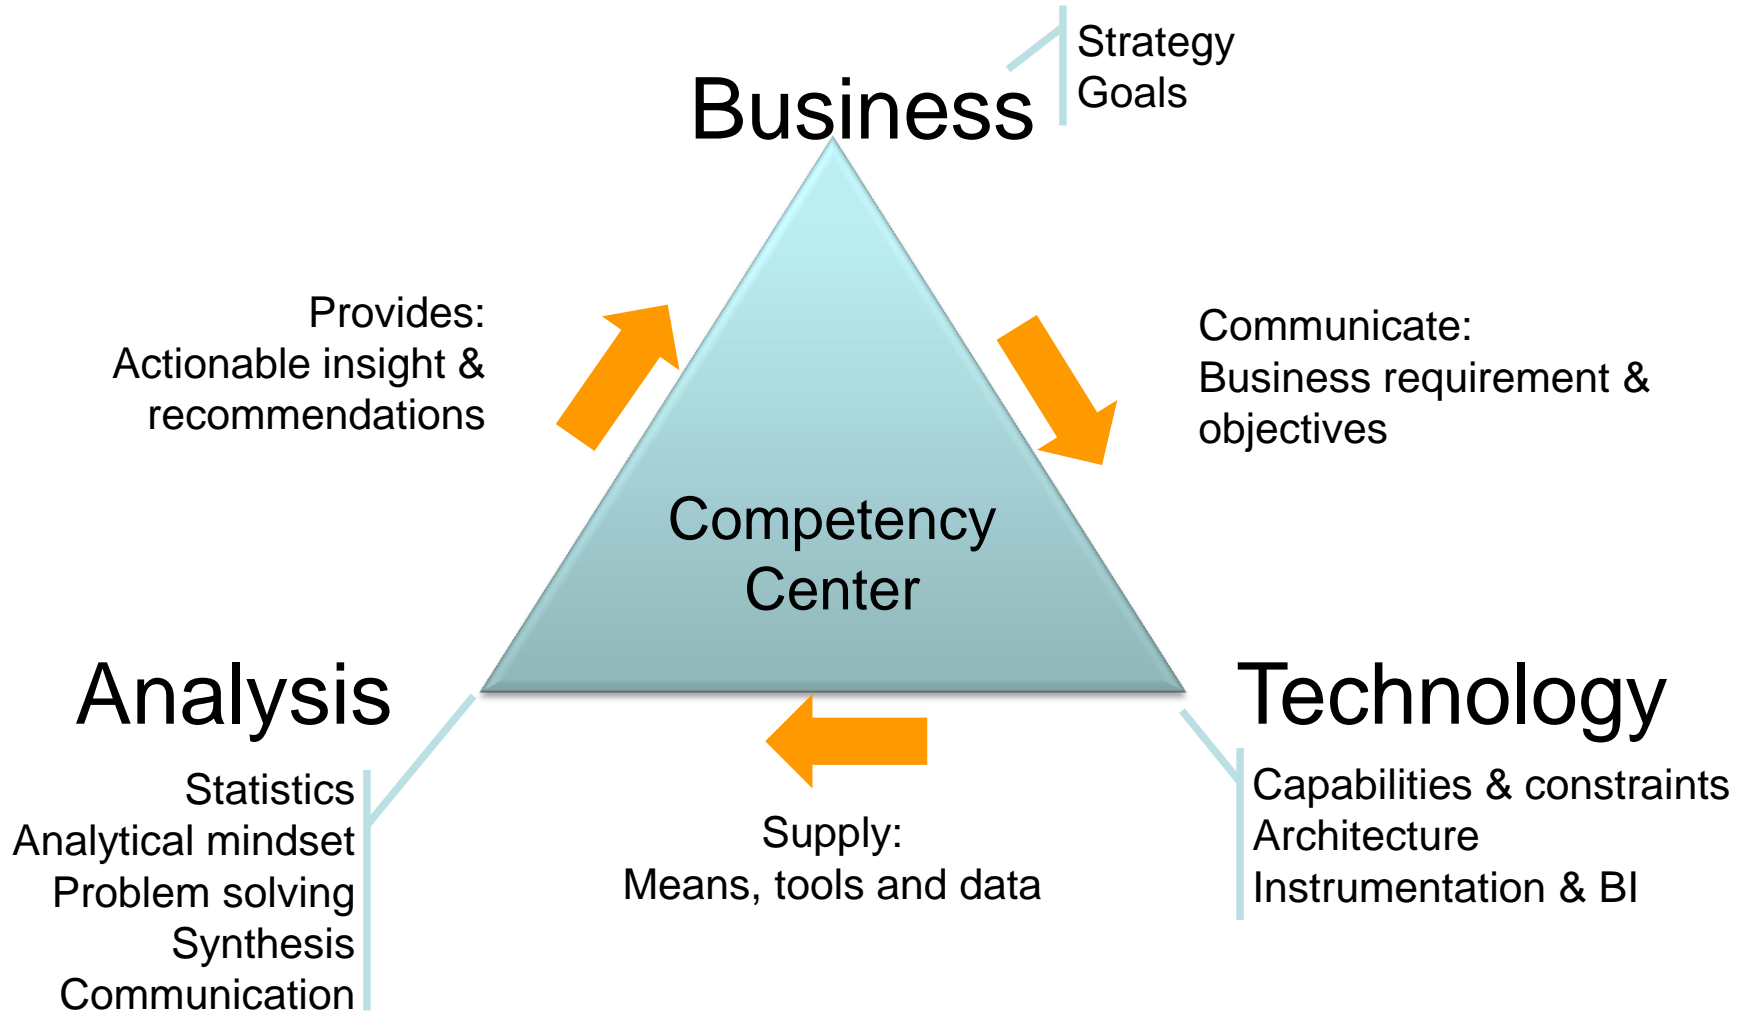 Strategy
Goals
Business
Provides:
Actionable insight &
recommendations
Communicate:
Business requirement &
objectives
Competency
Center
Analysis
Statistics
Analytical mindset
Problem solving
Synthesis
Communication
Supply:
Means, tools and data
Technology
Capabilities & constraints
Architecture
Instrumentation & BI